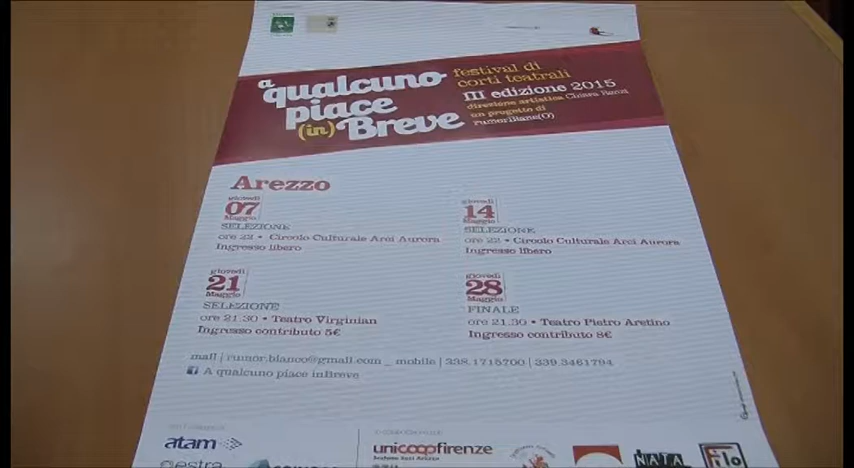 a qualcuno
piace
(in)Breve
festival di
corti teatrali
III edizione 2015
direzione artistica Chiara Renzi
un progetto di
rumorBianc(O)
Arezzo
giovedì
07
Maggio
SELEZIONE
ore 22 • Circolo Culturale Arci Aurora
Ingresso libero
giovedì
14
Maggio
SELEZIONE
ore 22 • Circolo Culturale Arci Aurora
Ingresso libero
giovedì
21
Maggio
SELEZIONE
ore 21.30 • Teatro Virginian
Ingresso contributo 5€
giovedì
28
Maggio
FINALE
ore 21.30 • Teatro Pietro Aretino
Ingresso contributo 8€
mail | rumor.bianco@gmail.com _ mobile | 338.1715700 | 339.3461794
A qualcuno piace inBreve
atam
unicoopfirenze
NATA
filo